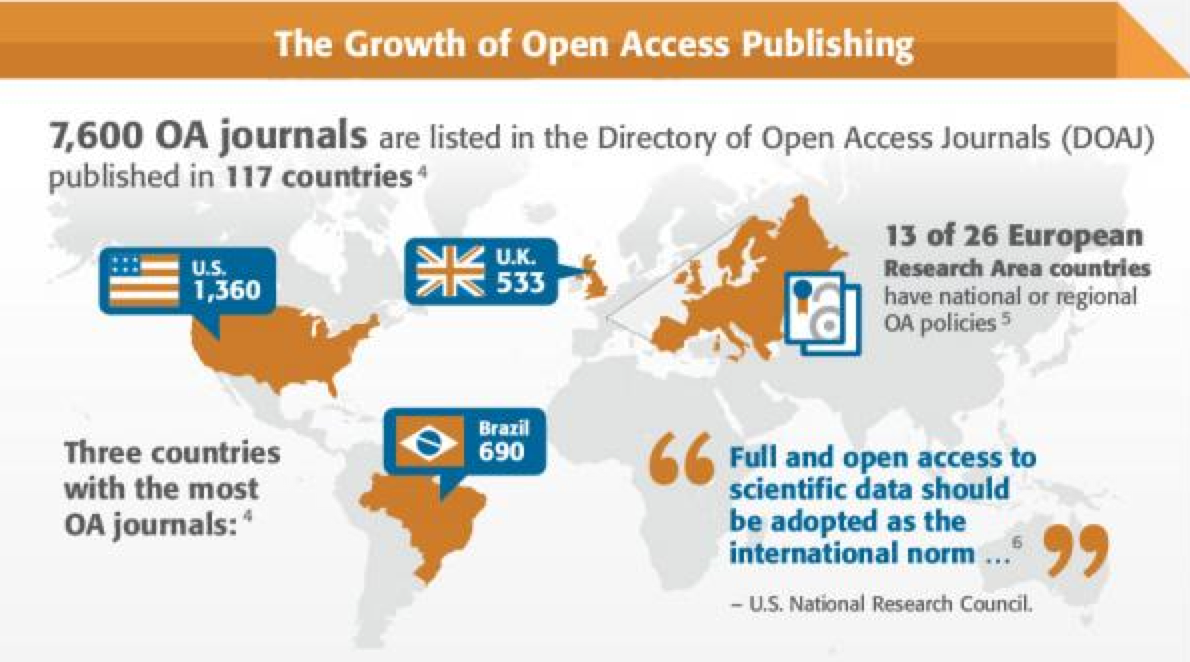 The Growth of Open Access Publishing
7,600 OA journals are listed in the Directory of Open Access Journals (DOAJ)
published in 117 countries 4
U.S.
1,360
U.K.
533
13 of 26 European
Research Area countries
have national or regional
OA policies 5
Three countries
with the most
OA journals: 4
Brazil
690
“Full and open access to
scientific data should
be adopted as the
international norm ... 6”
– U.S. National Research Council.